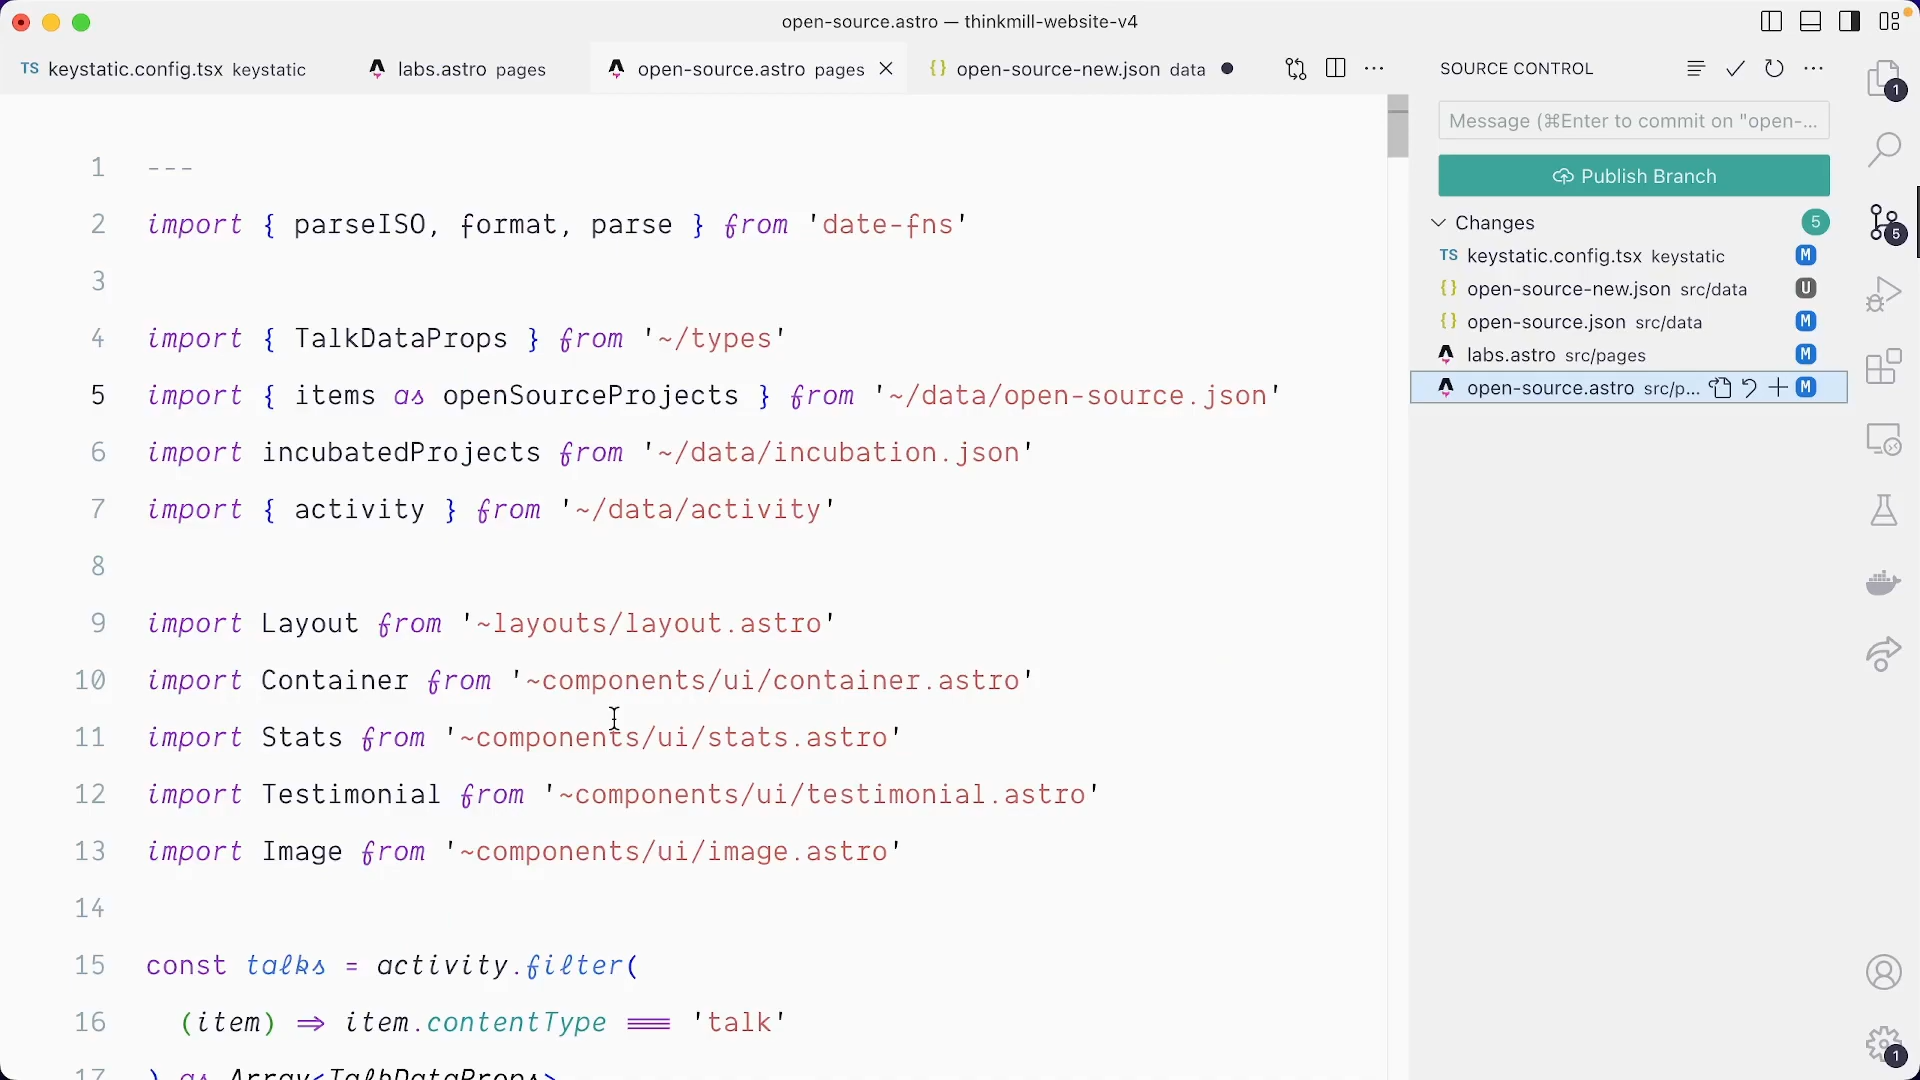 open-source.astro — thinkmill-website-v4
TS keystatic.config.tsx keystatic
labs.astro pages
open-source.astro pages
{} open-source-new.json data
SOURCE CONTROL
Message (⌘Enter to commit on "open-...
Publish Branch
Changes 5
TS keystatic.config.tsx keystatic M
{} open-source-new.json src/data U
{} open-source.json src/data M
labs.astro src/pages M
open-source.astro src/p... M
1
5
1
1 ---
2 import { parseISO, format, parse } from 'date-fns'
3
4 import { TalkDataProps } from '~/types'
5 import { items as openSourceProjects } from '~/data/open-source.json'
6 import incubatedProjects from '~/data/incubation.json'
7 import { activity } from '~/data/activity'
8
9 import Layout from '~layouts/layout.astro'
10 import Container from '~components/ui/container.astro'
11 import Stats from '~components/ui/stats.astro'
12 import Testimonial from '~components/ui/testimonial.astro'
13 import Image from '~components/ui/image.astro'
14
15 const talks = activity.filter(
16 (item) => item.contentType === 'talk'
17 ) as Array<TalkDataProps>